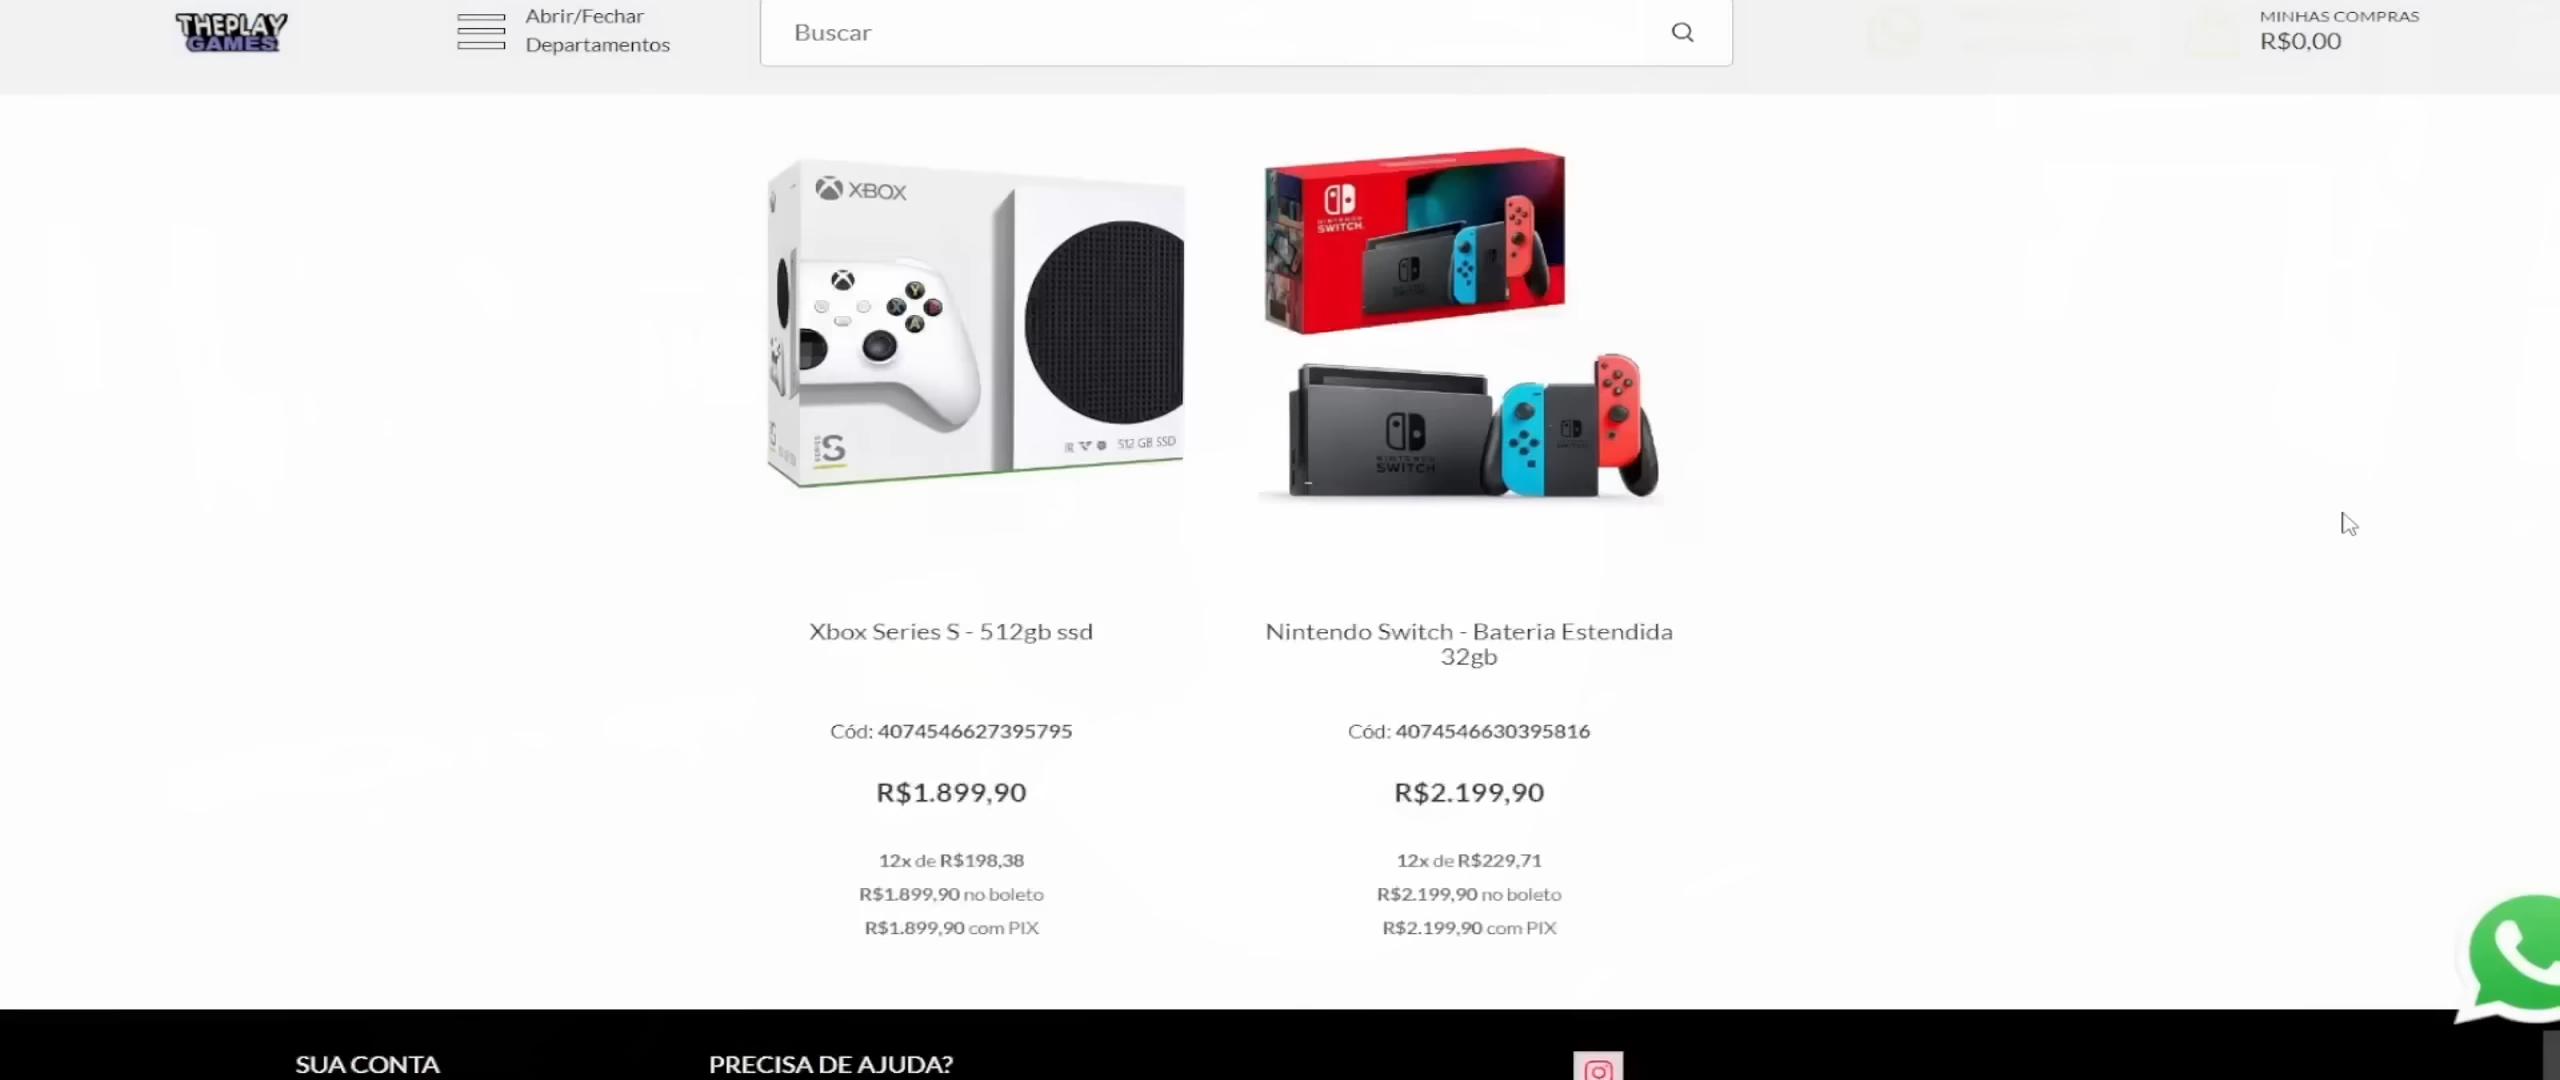 THEPLAY
GAMES
Abrir/Fechar
Departamentos
Buscar
MINHAS COMPRAS
R$0,00
XBOX
Y
X
A
SERIES
S
512 GB SSD
NINTENDO
SWITCH
NINTENDO
SWITCH
Xbox Series S - 512gb ssd
Cód: 4074546627395795
R$1.899,90
12x de R$198,38
R$1.899,90 no boleto
R$1.899,90 com PIX
Nintendo Switch - Bateria Estendida
32gb
Cód: 4074546630395816
R$2.199,90
12x de R$229,71
R$2.199,90 no boleto
R$2.199,90 com PIX
SUA CONTA
PRECISA DE AJUDA?